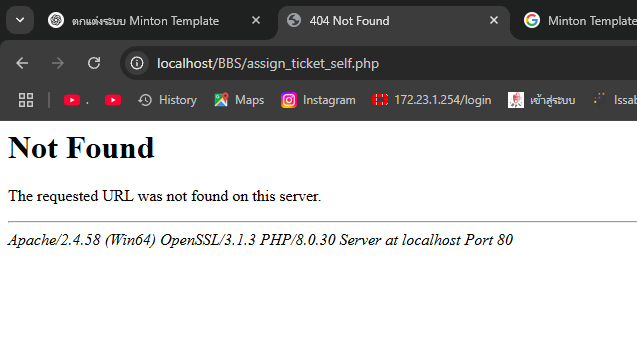 ตกแต่งระบบ Minton Template
404 Not Found
Minton Template
localhost/BBS/assign_ticket_self.php
.
History
Maps
Instagram
172.23.1.254/login
เข้าสู่ระบบ
Issab
Not Found
The requested URL was not found on this server.
Apache/2.4.58 (Win64) OpenSSL/3.1.3 PHP/8.0.30 Server at localhost Port 80